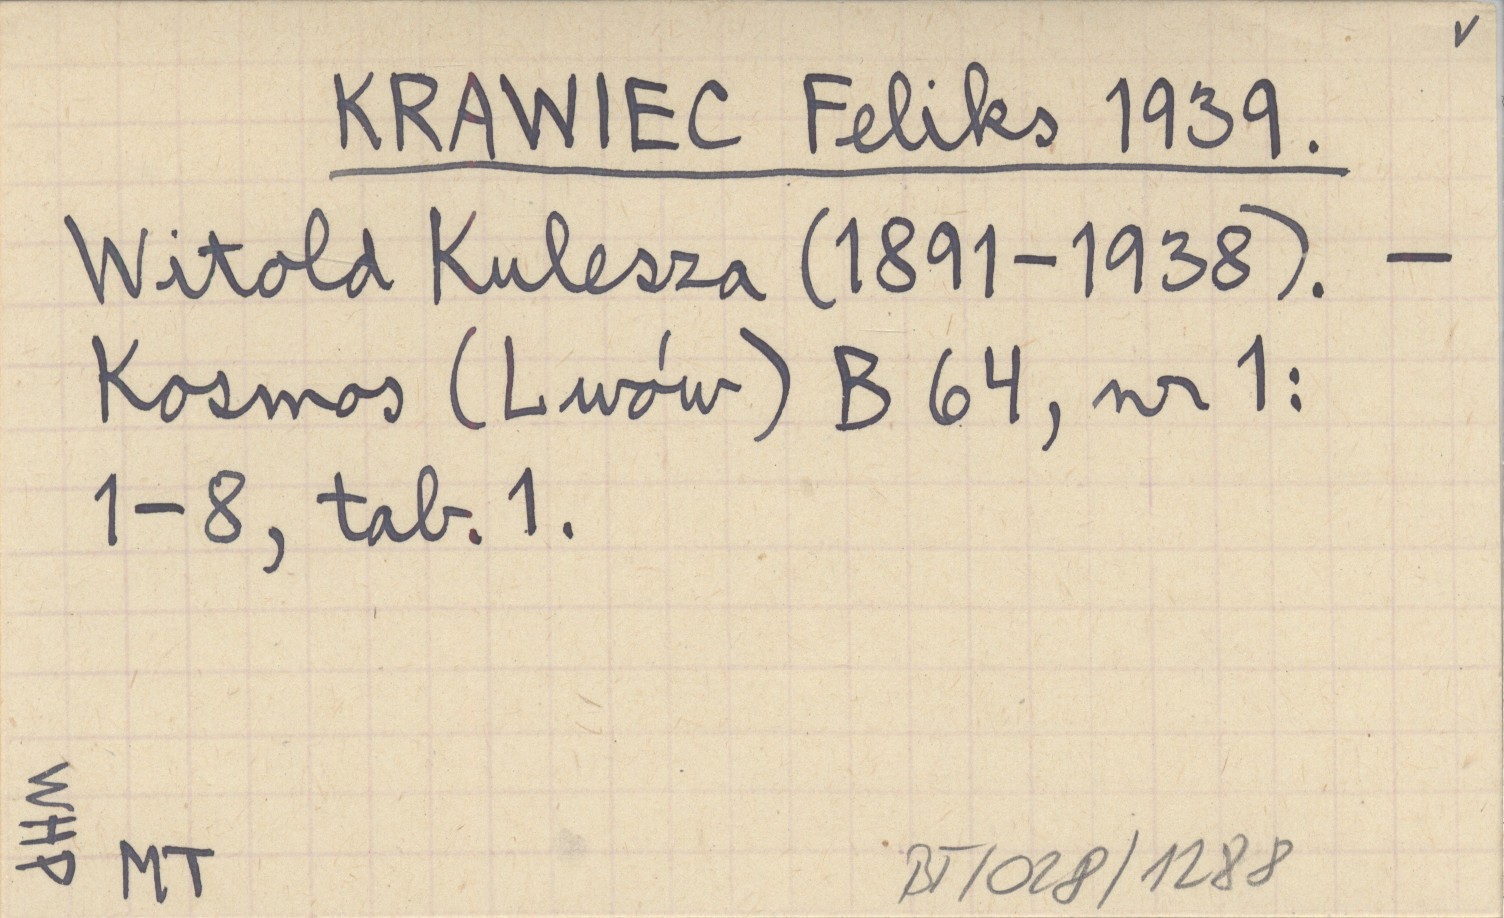 KRAWIEC Feliks 1939.
Witold Kulesza (1891-1938). —
Kosmos (Lwów) B 64, nr 1:
1-8, tab. 1.
WHP
MT
BT/028/1288